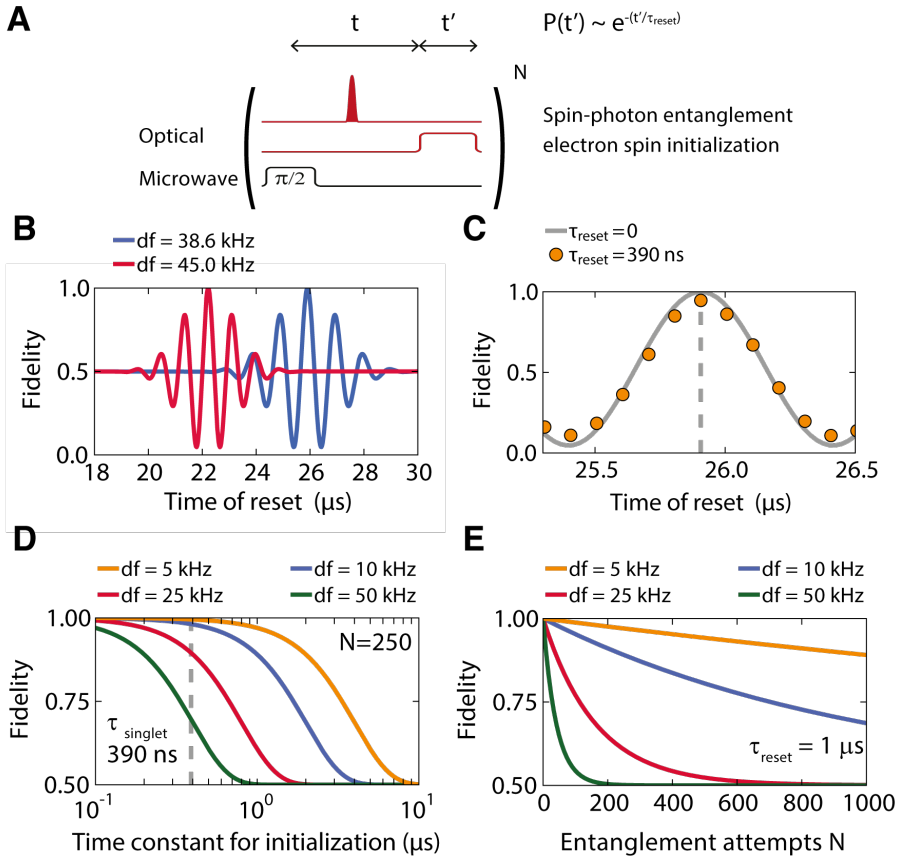 A
t
t′
P(t′) ~ e^-(t′/τreset)
N
Optical
Microwave
π/2
Spin-photon entanglement
electron spin initialization
B
df = 38.6 kHz
df = 45.0 kHz
1.0
0.5
0.0
Fidelity
18 20 22 24 26 28 30
Time of reset (μs)
C
τreset = 0
τreset = 390 ns
1.0
0.5
0.0
Fidelity
25.5 26.0 26.5
Time of reset (μs)
D
df = 5 kHz df = 10 kHz
df = 25 kHz df = 50 kHz
1.00
0.75
0.50
Fidelity
N=250
τ singlet
390 ns
10^-1 10^0 10^1
Time constant for initialization (μs)
E
df = 5 kHz df = 10 kHz
df = 25 kHz df = 50 kHz
1.00
0.75
0.50
Fidelity
τreset = 1 μs
0 200 400 600 800 1000
Entanglement attempts N